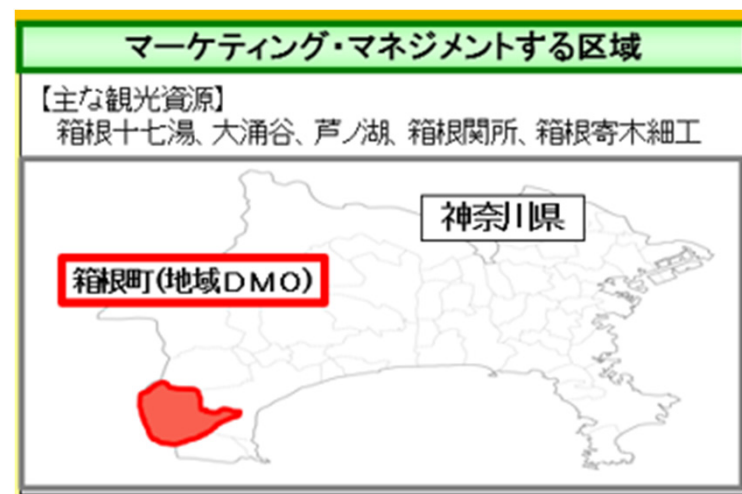 マーケティング・マネジメントする区域
【主な観光資源】
箱根十七湯、大涌谷、芦ノ湖、箱根関所、箱根寄木細工
神奈川県
箱根町(地域DMO)